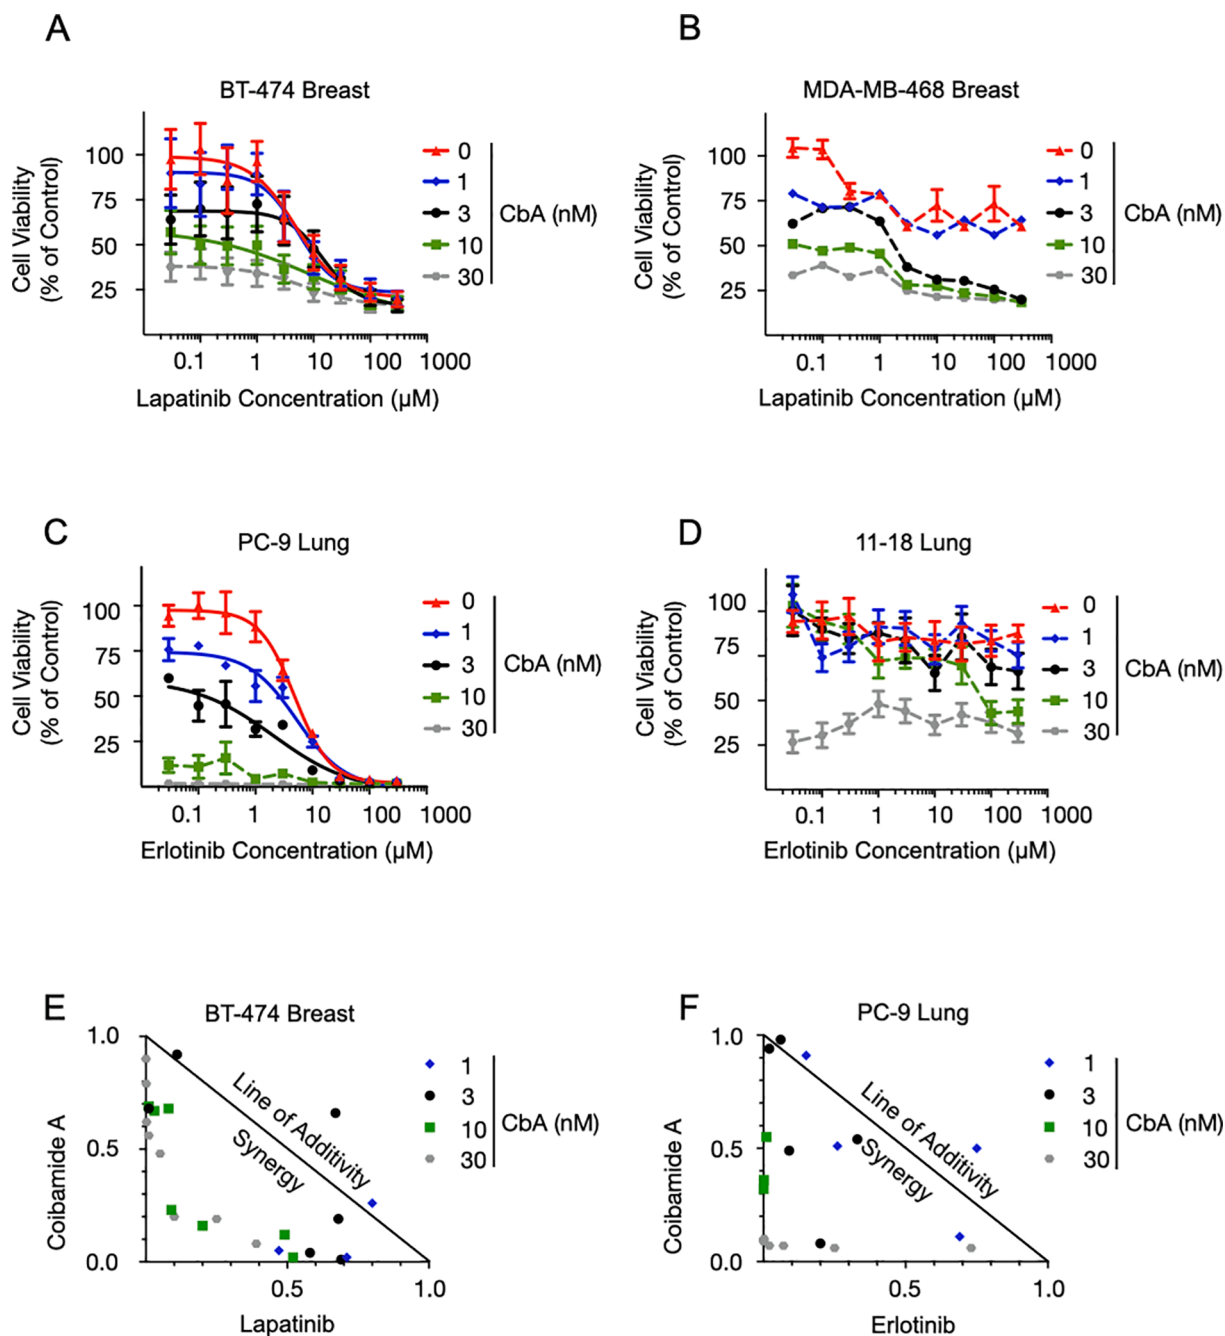 A
BT-474 Breast
Cell Viability
(% of Control)
100
75
50
25
0.1 1 10 100 1000
Lapatinib Concentration (µM)
0
1
3
10
30
CbA (nM)
B
MDA-MB-468 Breast
Cell Viability
(% of Control)
100
75
50
25
0.1 1 10 100 1000
Lapatinib Concentration (µM)
0
1
3
10
30
CbA (nM)
C
PC-9 Lung
Cell Viability
(% of Control)
100
75
50
25
0.1 1 10 100 1000
Erlotinib Concentration (µM)
0
1
3
10
30
CbA (nM)
D
11-18 Lung
Cell Viability
(% of Control)
100
75
50
25
0.1 1 10 100 1000
Erlotinib Concentration (µM)
0
1
3
10
30
CbA (nM)
E
BT-474 Breast
Coibamide A
1.0
0.5
0.0
0.5 1.0
Lapatinib
Line of Additivity
Synergy
1
3
10
30
CbA (nM)
F
PC-9 Lung
Coibamide A
1.0
0.5
0.0
0.5 1.0
Erlotinib
Line of Additivity
Synergy
1
3
10
30
CbA (nM)